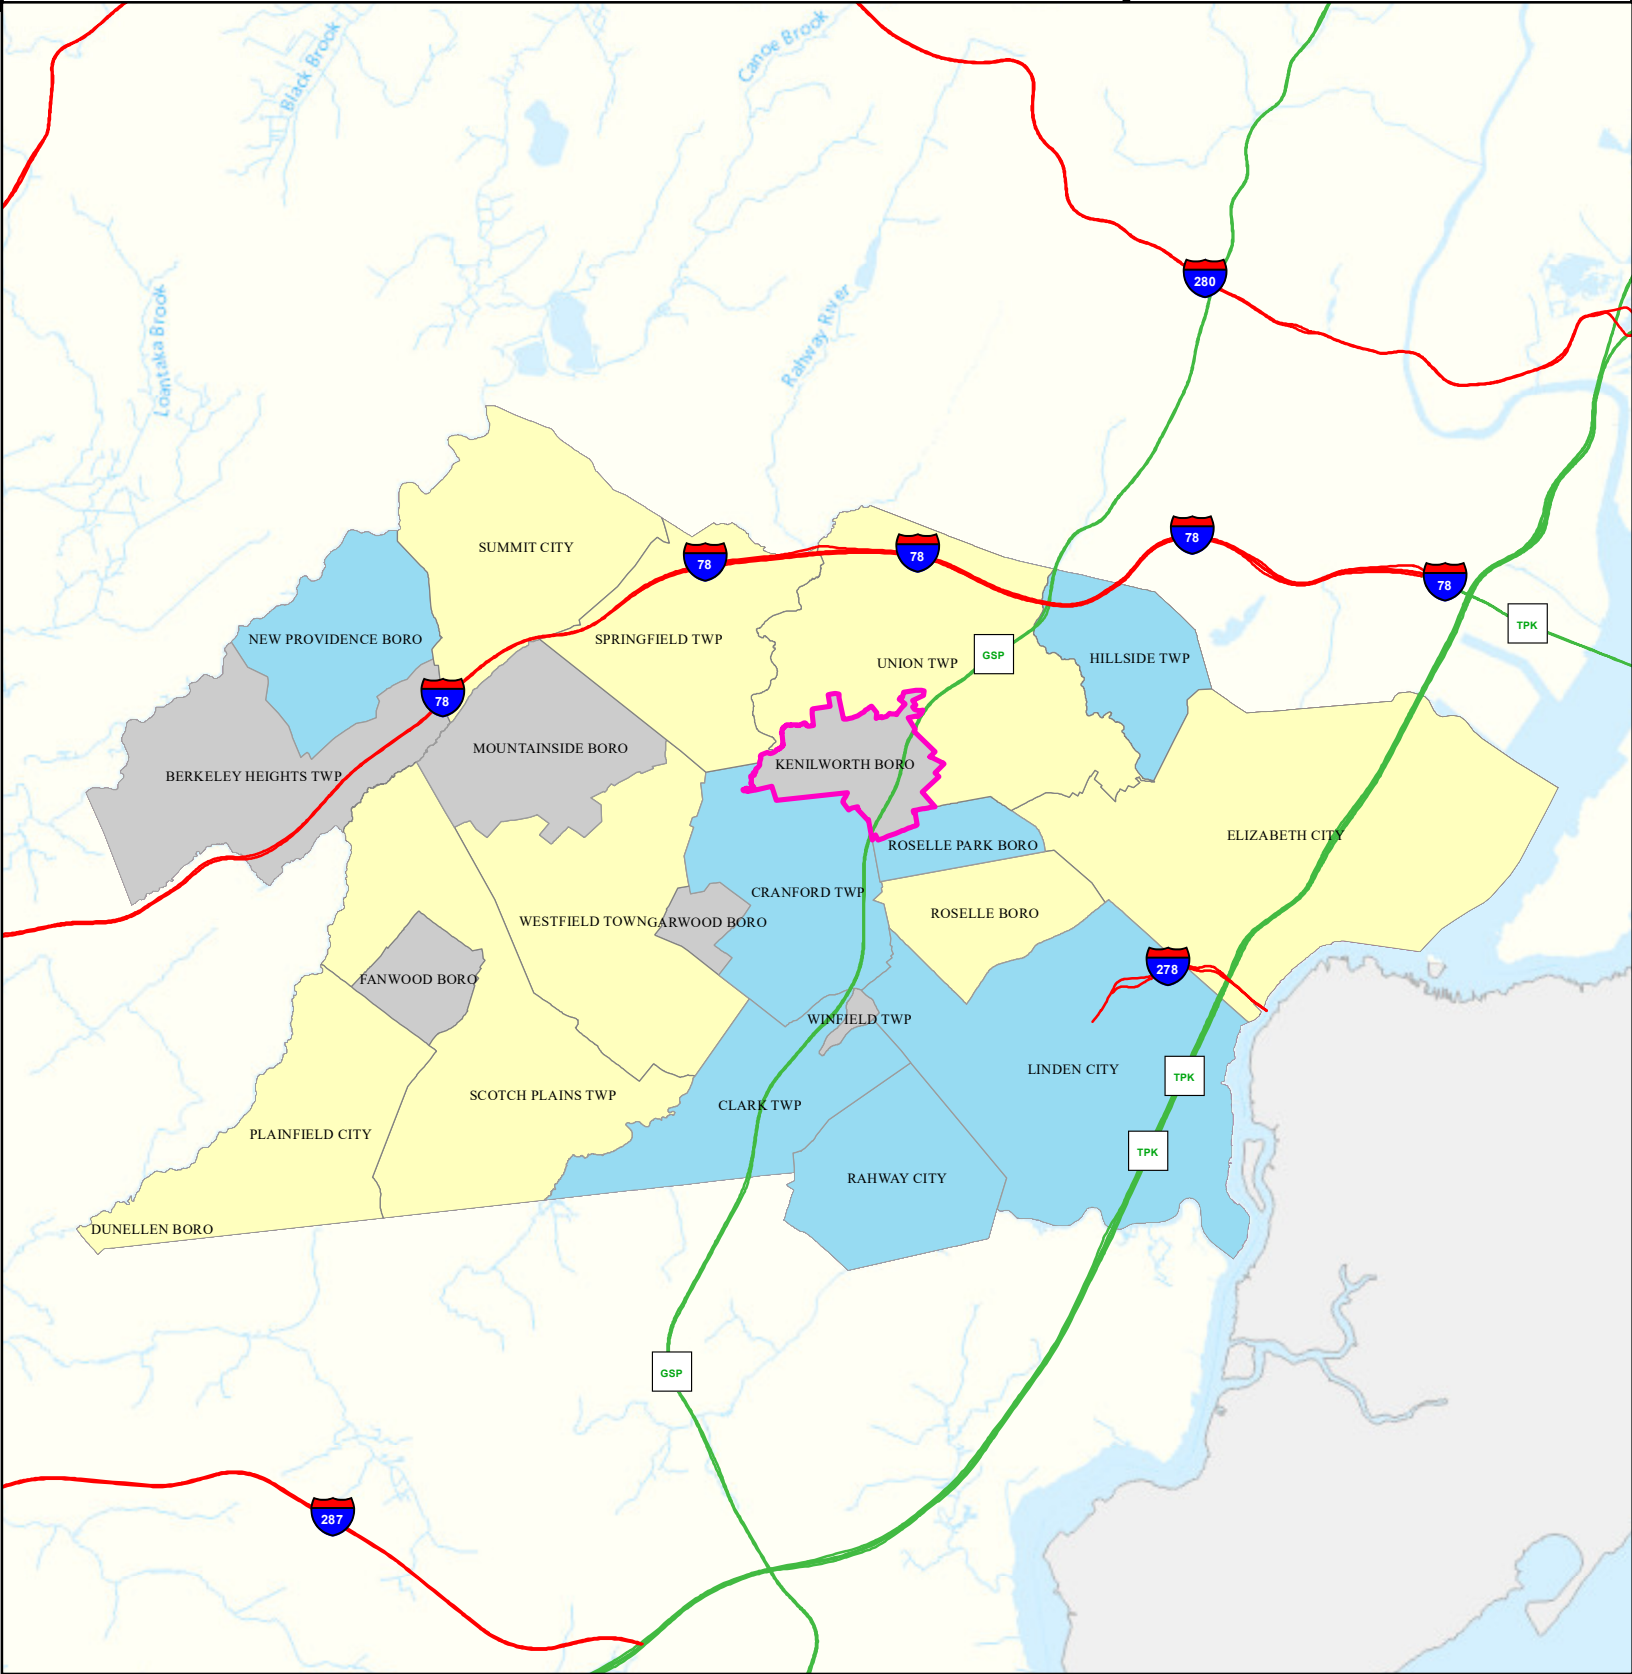 Black Brook
Canoe Brook
280
Loantaka Brook
Rahway River
SUMMIT CITY
78
78
78
78
TPK
NEW PROVIDENCE BORO
SPRINGFIELD TWP
UNION TWP
GSP
HILLSIDE TWP
78
MOUNTAINSIDE BORO
KENILWORTH BORO
BERKELEY HEIGHTS TWP
ELIZABETH CITY
ROSELLE PARK BORO
CRANFORD TWP
ROSELLE BORO
WESTFIELD TOWN
GARWOOD BORO
278
FANWOOD BORO
WINFIELD TWP
LINDEN CITY
TPK
SCOTCH PLAINS TWP
CLARK TWP
PLAINFIELD CITY
TPK
RAHWAY CITY
DUNELLEN BORO
GSP
287